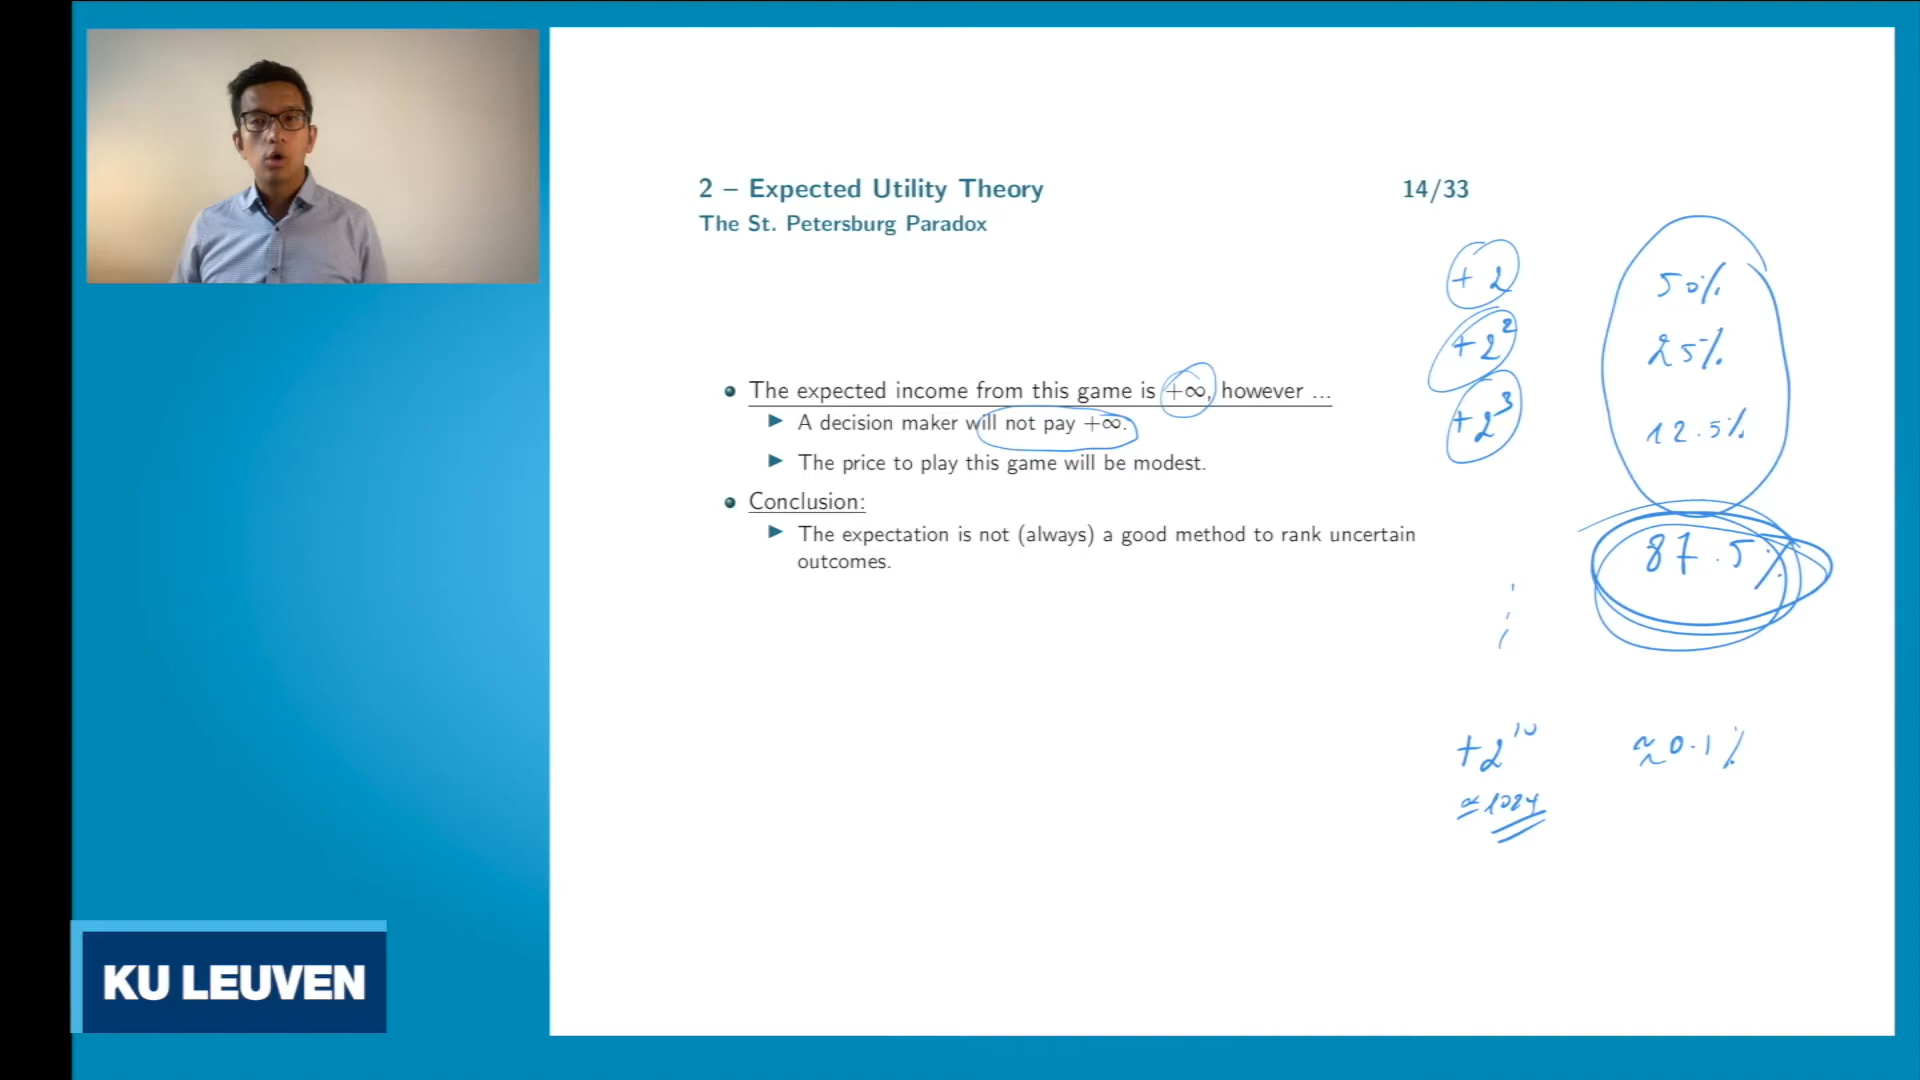 2 – Expected Utility Theory 14/33
The St. Petersburg Paradox
+2 50%
+2² 25%
The expected income from this game is +∞, however ...
A decision maker will not pay +∞.
+2³ 12.5%
The price to play this game will be modest.
Conclusion:
The expectation is not (always) a good method to rank uncertain
outcomes.
87.5%
+2¹⁰ ≈0.1%
≃1024
KU LEUVEN